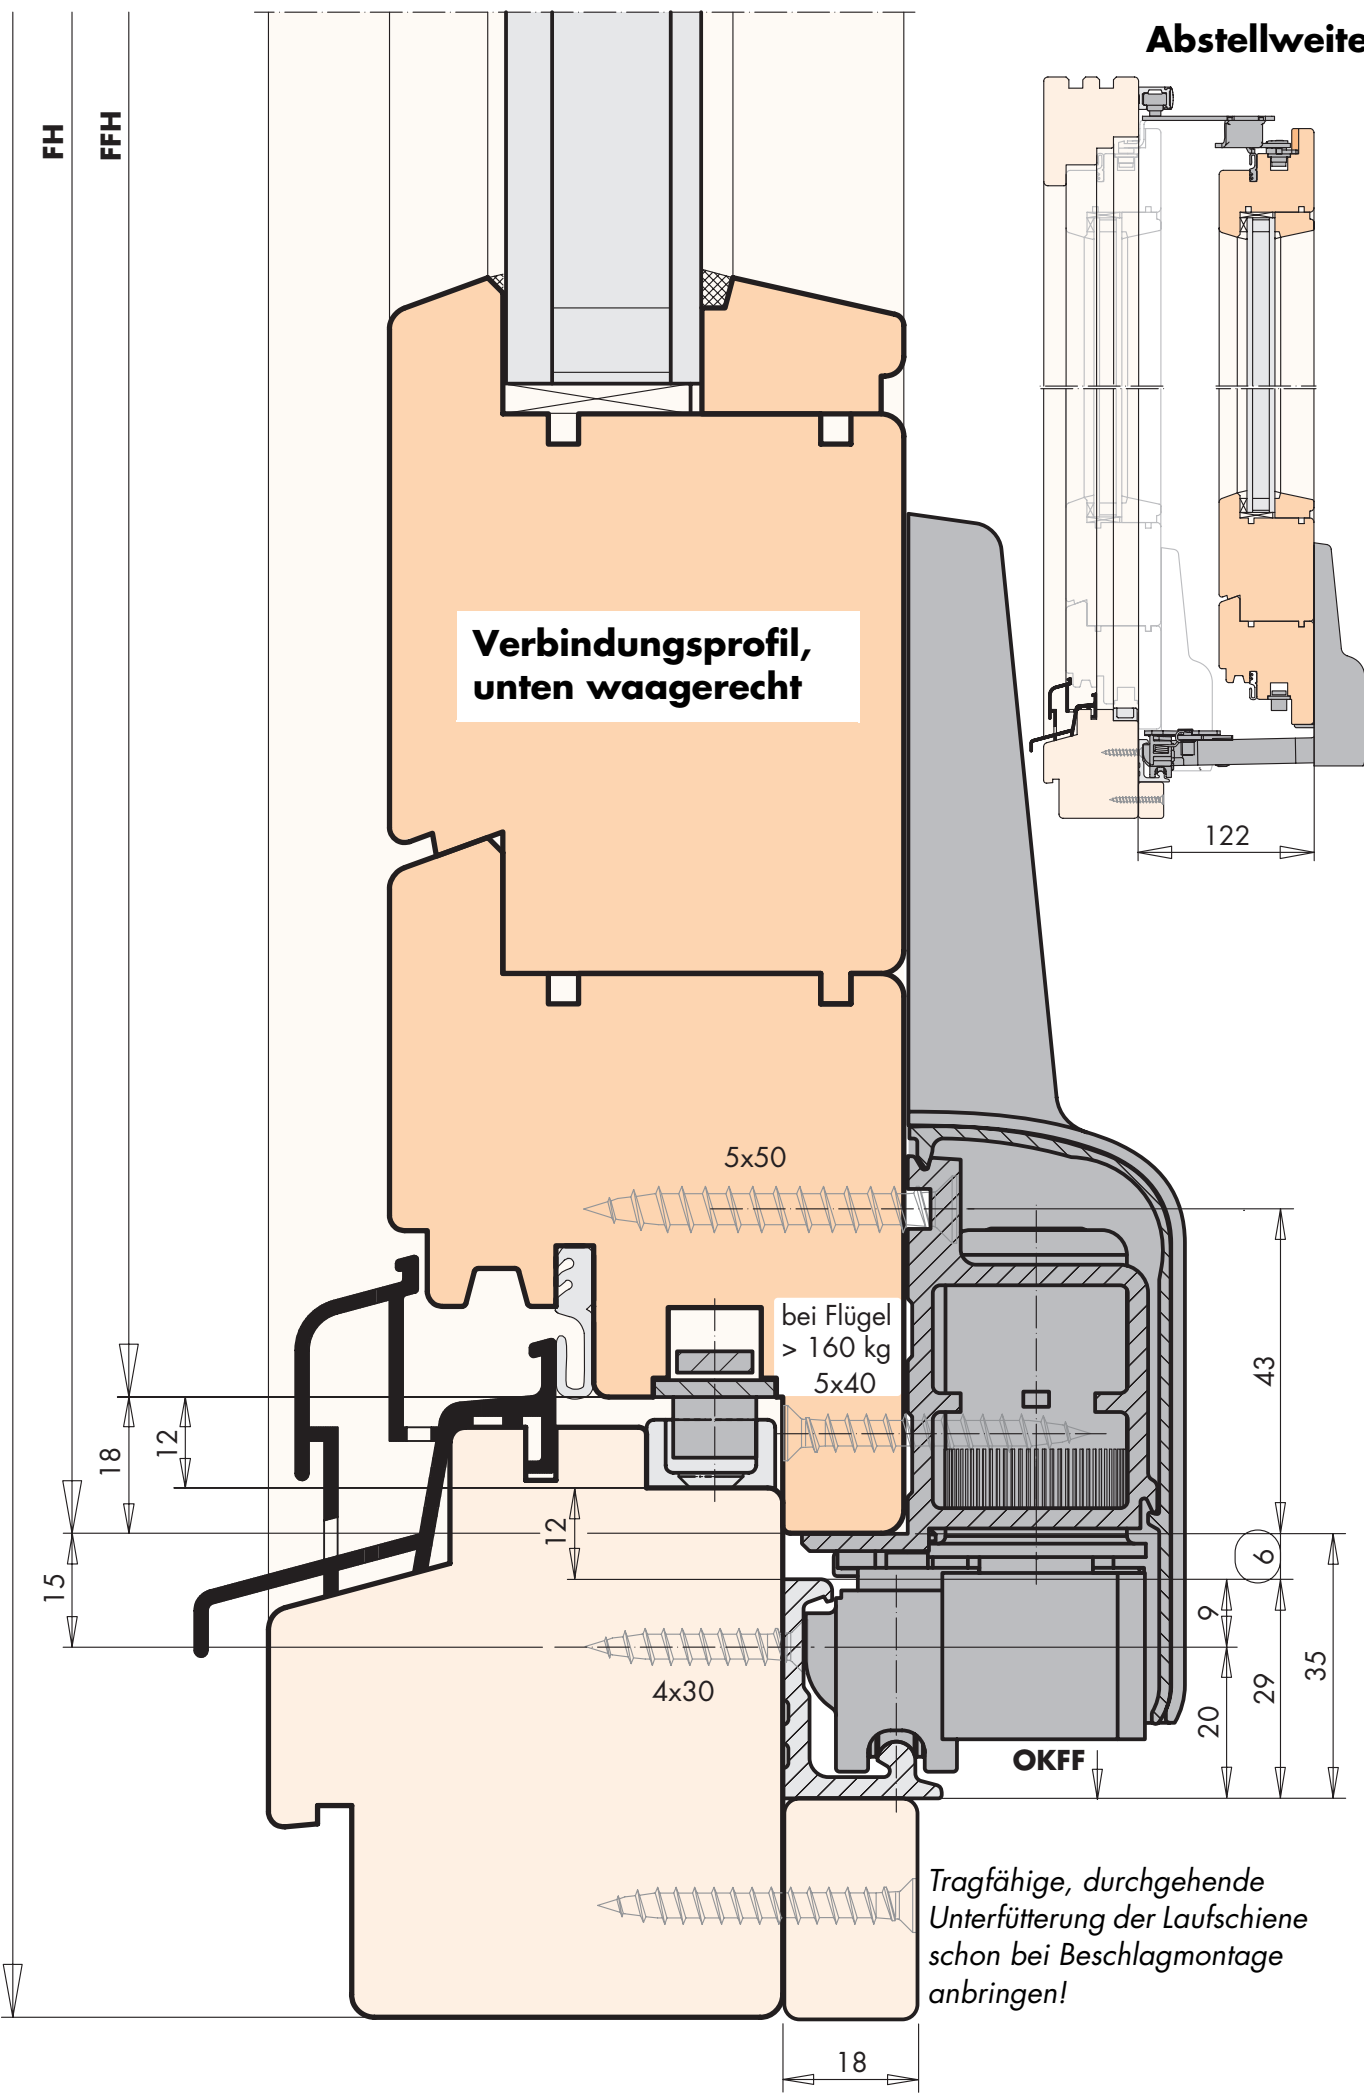 Abstellweite
FH
FFH
Verbindungsprofil,
unten waagerecht
122
5x50
bei Flügel
> 160 kg
5x40
43
18
12
12
15
6
9
4x30
20
29
35
OKFF
Tragfähige, durchgehende
Unterfütterung der Laufschiene
schon bei Beschlagmontage
anbringen!
18